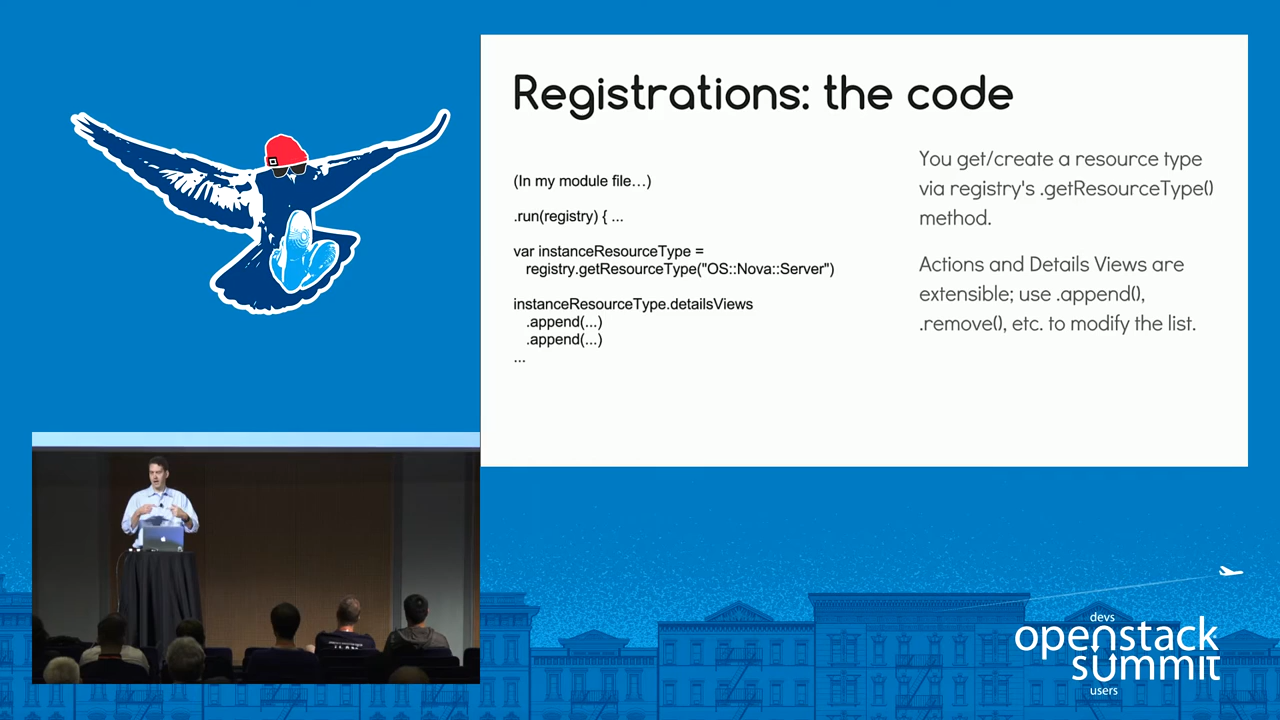 Registrations: the code
(In my module file...)
.run(registry) { ...
var instanceResourceType =
registry.getResourceType("OS::Nova::Server")
instanceResourceType.detailsViews
.append(...)
.append(...)
...
You get/create a resource type
via registry's .getResourceType()
method.
Actions and Details Views are
extensible; use .append(),
.remove(), etc. to modify the list.
devs
openstack
summit
users